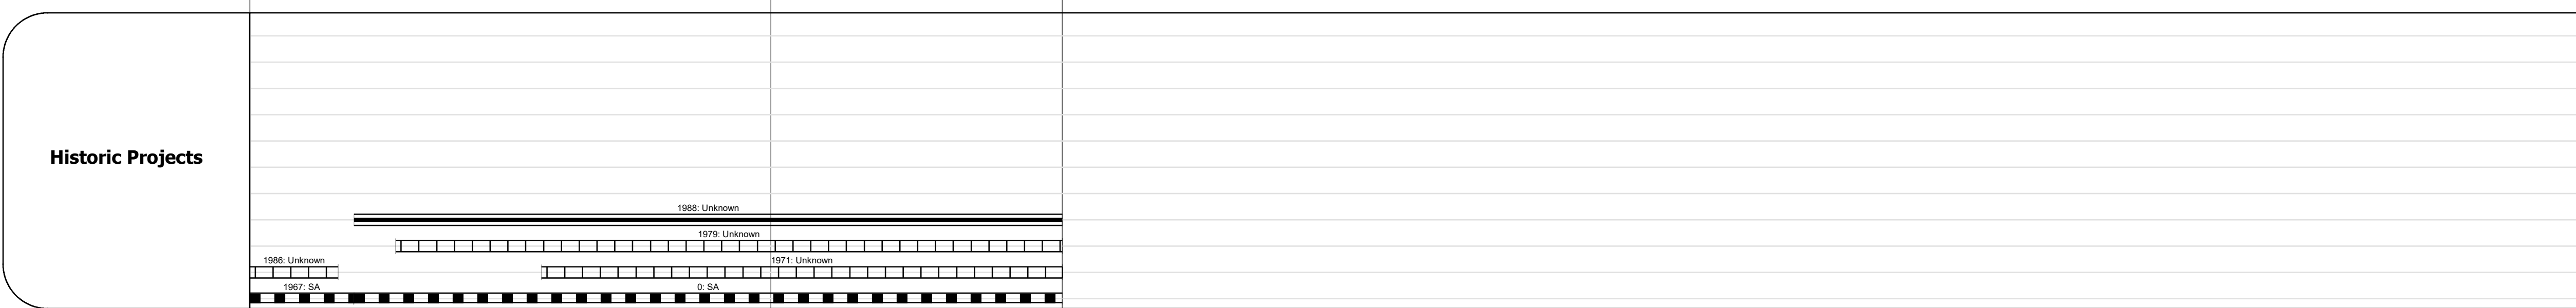 Historic Projects
1988: Unknown
1979: Unknown
1986: Unknown
1971: Unknown
1967: SA
0: SA